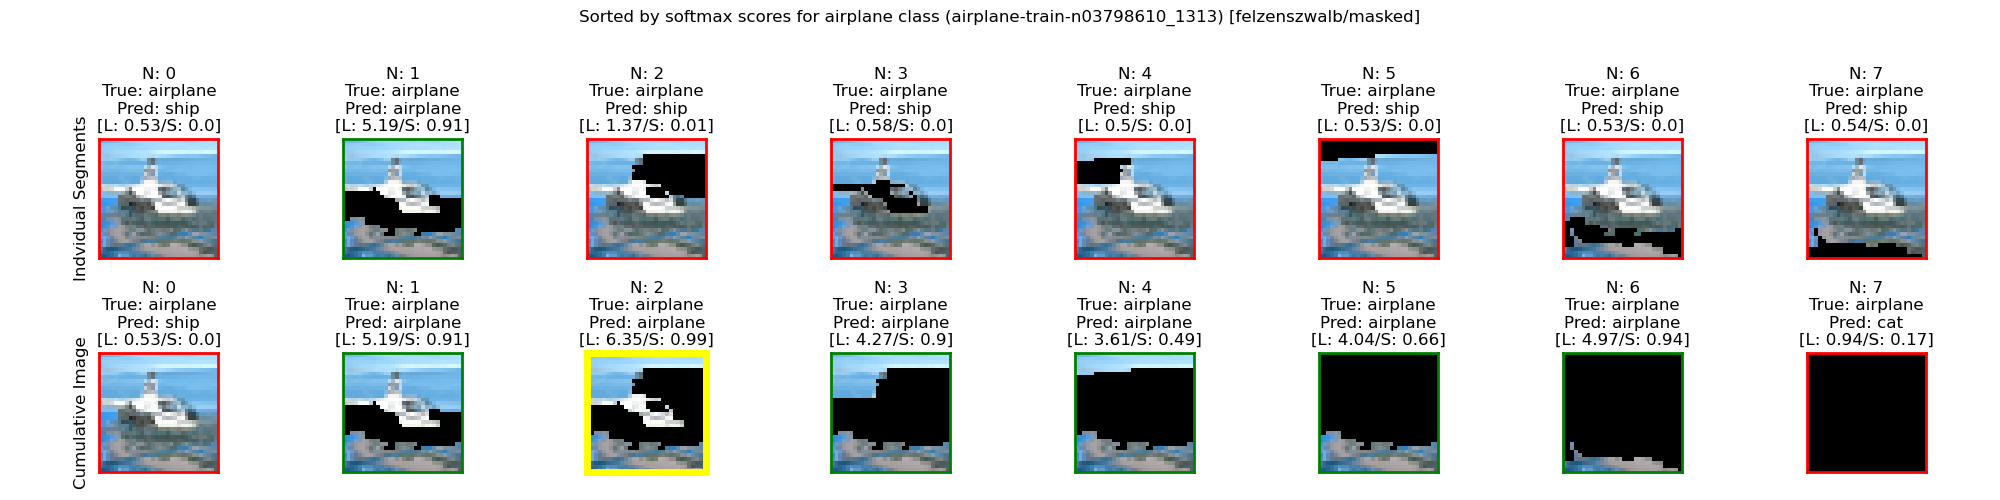 Sorted by softmax scores for airplane class (airplane-train-n03798610_1313) [felzenszwalb/masked]
Indvidual Segments
N: 0
True: airplane
Pred: ship
[L: 0.53/S: 0.0]
N: 1
True: airplane
Pred: airplane
[L: 5.19/S: 0.91]
N: 2
True: airplane
Pred: ship
[L: 1.37/S: 0.01]
N: 3
True: airplane
Pred: ship
[L: 0.58/S: 0.0]
N: 4
True: airplane
Pred: ship
[L: 0.5/S: 0.0]
N: 5
True: airplane
Pred: ship
[L: 0.53/S: 0.0]
N: 6
True: airplane
Pred: ship
[L: 0.53/S: 0.0]
N: 7
True: airplane
Pred: ship
[L: 0.54/S: 0.0]
Cumulative Image
N: 0
True: airplane
Pred: ship
[L: 0.53/S: 0.0]
N: 1
True: airplane
Pred: airplane
[L: 5.19/S: 0.91]
N: 2
True: airplane
Pred: airplane
[L: 6.35/S: 0.99]
N: 3
True: airplane
Pred: airplane
[L: 4.27/S: 0.9]
N: 4
True: airplane
Pred: airplane
[L: 3.61/S: 0.49]
N: 5
True: airplane
Pred: airplane
[L: 4.04/S: 0.66]
N: 6
True: airplane
Pred: airplane
[L: 4.97/S: 0.94]
N: 7
True: airplane
Pred: cat
[L: 0.94/S: 0.17]